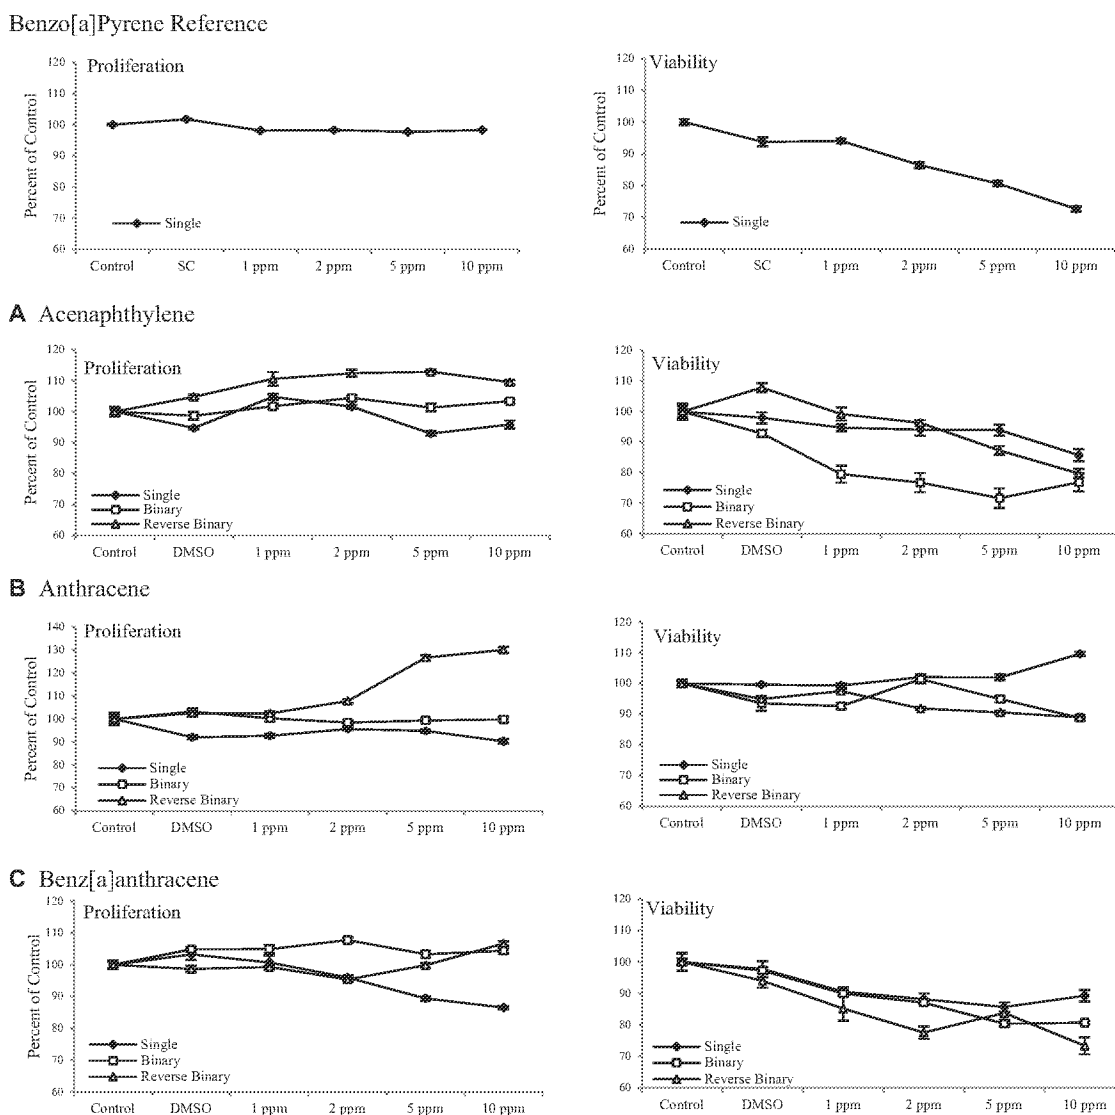 Benzo[a]Pyrene Reference
Proliferation
Percent of Control
120
110
100
90
80
70
60
Single
Control SC 1 ppm 2 ppm 5 ppm 10 ppm
Viability
Percent of Control
120
110
100
90
80
70
60
Single
Control SC 1 ppm 2 ppm 5 ppm 10 ppm
A Acenaphthylene
Proliferation
Percent of Control
120
110
100
90
80
70
60
Single
Binary
Reverse Binary
Control DMSO 1 ppm 2 ppm 5 ppm 10 ppm
Viability
120
110
100
90
80
70
60
Single
Binary
Reverse Binary
Control DMSO 1 ppm 2 ppm 5 ppm 10 ppm
B Anthracene
Proliferation
Percent of Control
140
130
120
110
100
90
80
70
60
Single
Binary
Reverse Binary
Control DMSO 1 ppm 2 ppm 5 ppm 10 ppm
Viability
120
110
100
90
80
70
60
Single
Binary
Reverse Binary
Control DMSO 1 ppm 2 ppm 5 ppm 10 ppm
C Benz[a]anthracene
Proliferation
Percent of Control
120
110
100
90
80
70
60
Single
Binary
Reverse Binary
Control DMSO 1 ppm 2 ppm 5 ppm 10 ppm
Viability
120
110
100
90
80
70
60
Single
Binary
Reverse Binary
Control DMSO 1 ppm 2 ppm 5 ppm 10 ppm